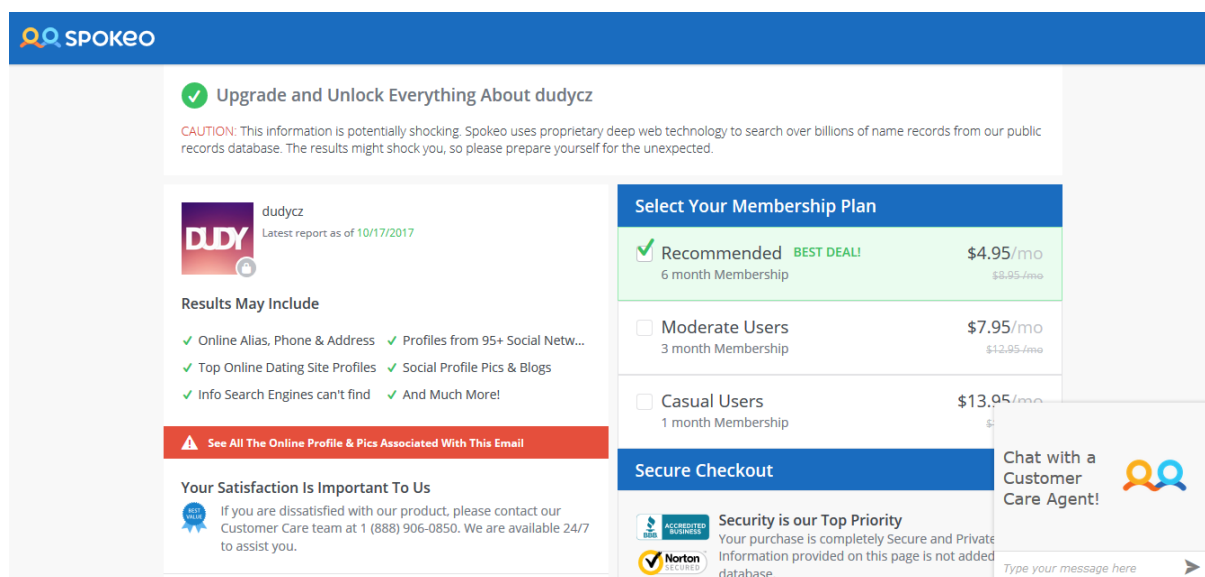 spokeo
Upgrade and Unlock Everything About dudycz
CAUTION: This information is potentially shocking. Spokeo uses proprietary deep web technology to search over billions of name records from our public
records database. The results might shock you, so please prepare yourself for the unexpected.
DUDY
dudycz
Latest report as of 10/17/2017
Results May Include
Online Alias, Phone & Address
Profiles from 95+ Social Netw...
Top Online Dating Site Profiles
Social Profile Pics & Blogs
Info Search Engines can't find
And Much More!
See All The Online Profile & Pics Associated With This Email
Your Satisfaction Is Important To Us
BEST VALUE
If you are dissatisfied with our product, please contact our
Customer Care team at 1 (888) 906-0850. We are available 24/7
to assist you.
Select Your Membership Plan
Recommended BEST DEAL! $4.95/mo
6 month Membership $8.95 /mo
Moderate Users $7.95/mo
3 month Membership $12.95 /mo
Casual Users $13.95/mo
1 month Membership
Secure Checkout
BBB ACCREDITED BUSINESS
Norton SECURED
Security is our Top Priority
Your purchase is completely Secure and Private
Information provided on this page is not added
database
Chat with a
Customer
Care Agent!
Type your message here